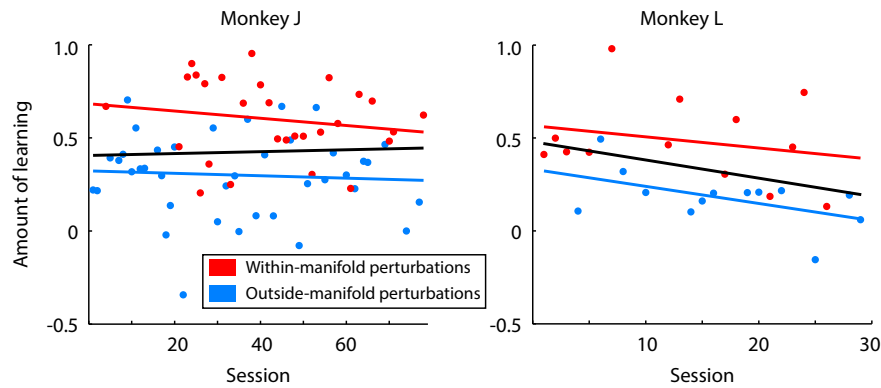 Monkey J
Monkey L
Amount of learning
1.0
0.5
0
-0.5
20
40
60
Session
Within-manifold perturbations
Outside-manifold perturbations
1.0
0.5
0
-0.5
10
20
30
Session